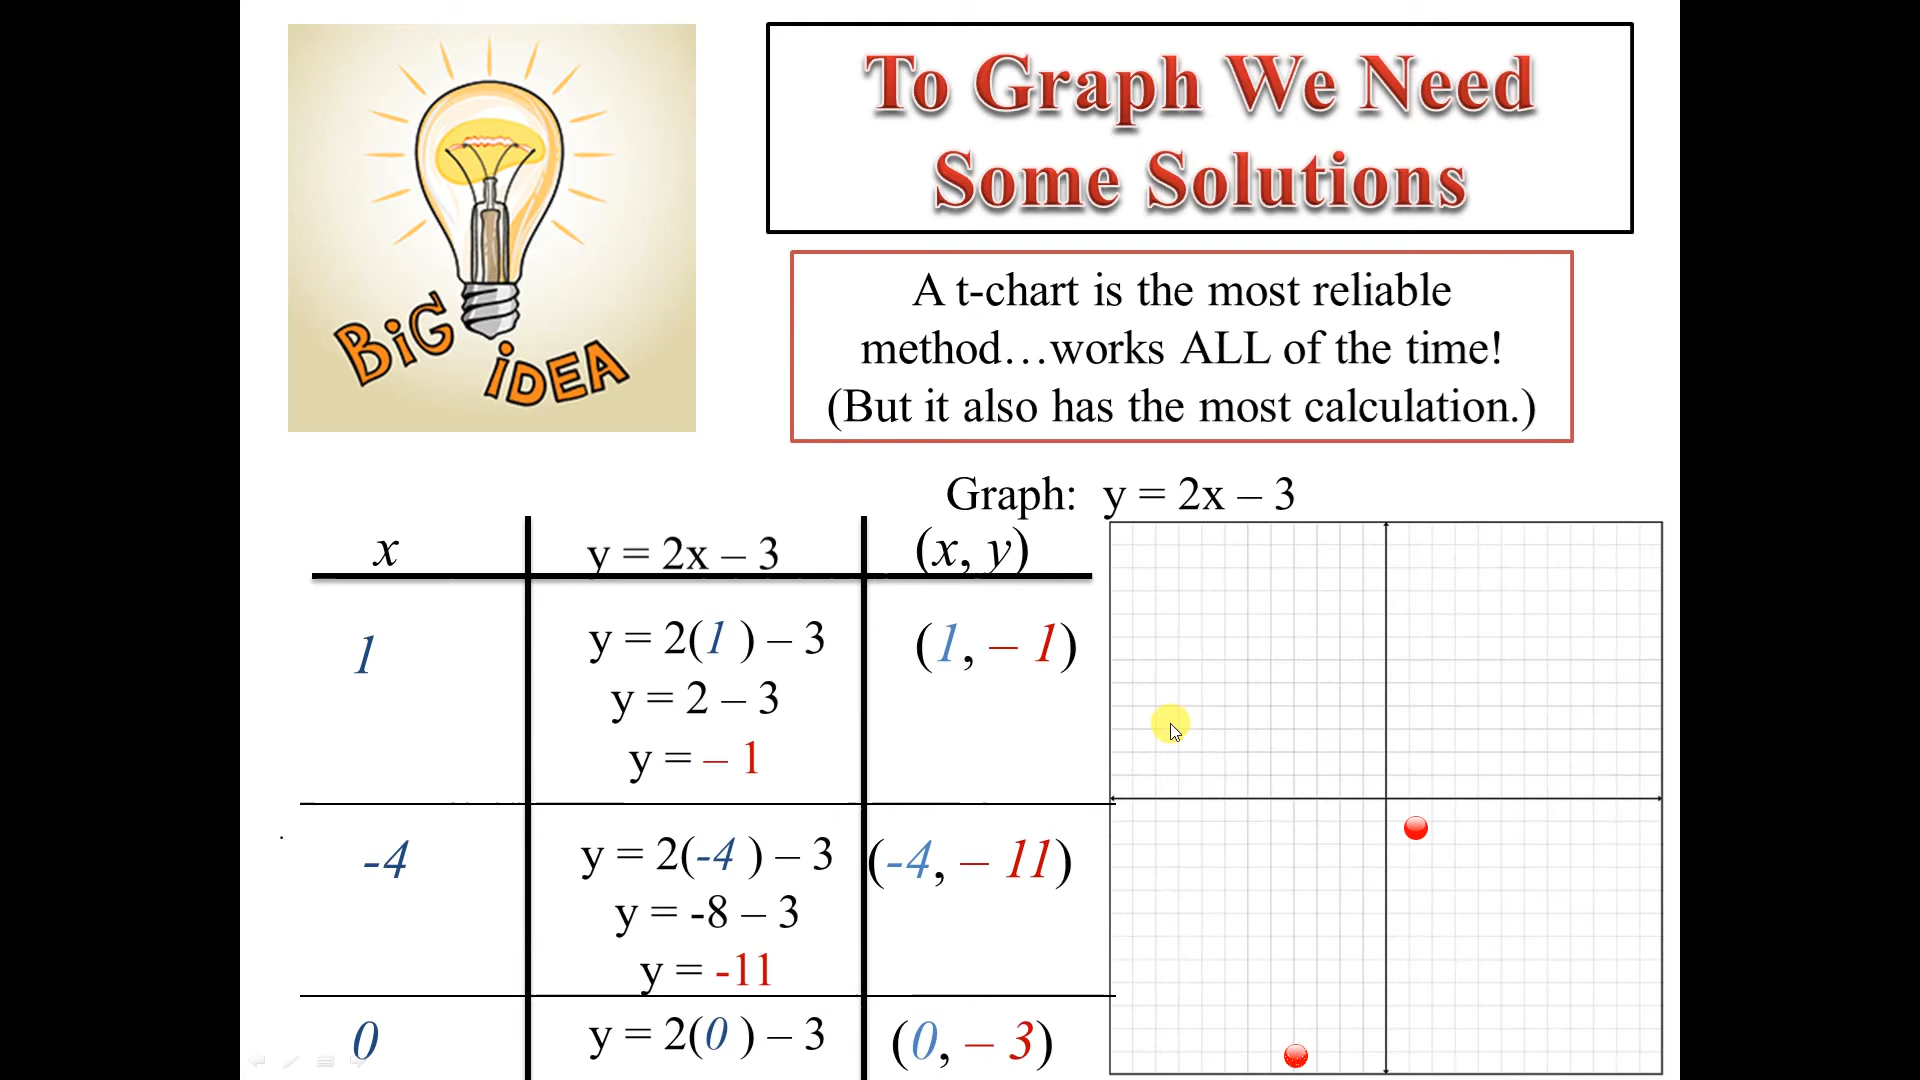 BiG
iDEA
To Graph We Need
Some Solutions
A t-chart is the most reliable
method…works ALL of the time!
(But it also has the most calculation.)
Graph: y = 2x – 3
x y = 2x – 3 (x, y)
1 y = 2(1 ) – 3 (1, – 1)
y = 2 – 3
y = – 1
-4 y = 2(-4 ) – 3 (-4, – 11)
y = -8 – 3
y = -11
0 y = 2(0 ) – 3 (0, – 3)